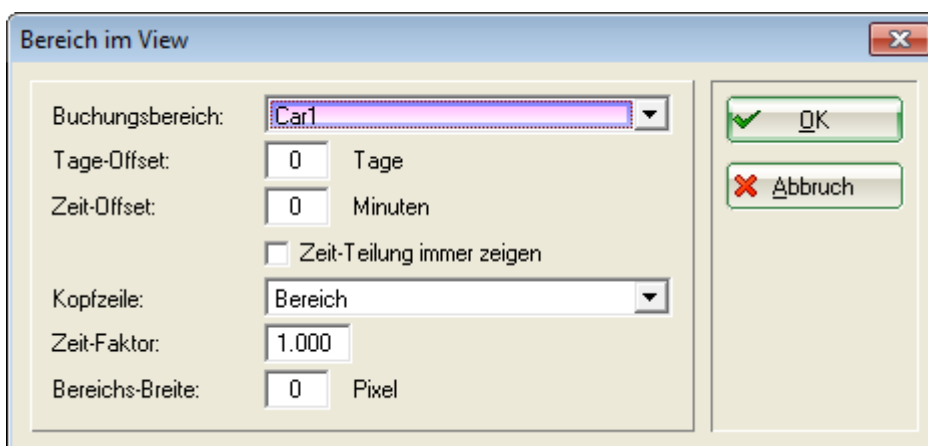 Bereich im View
Buchungsbereich: Car1
Tage-Offset: 0 Tage
Zeit-Offset: 0 Minuten
Zeit-Teilung immer zeigen
Kopfzeile: Bereich
Zeit-Faktor: 1.000
Bereichs-Breite: 0 Pixel
OK
Abbruch